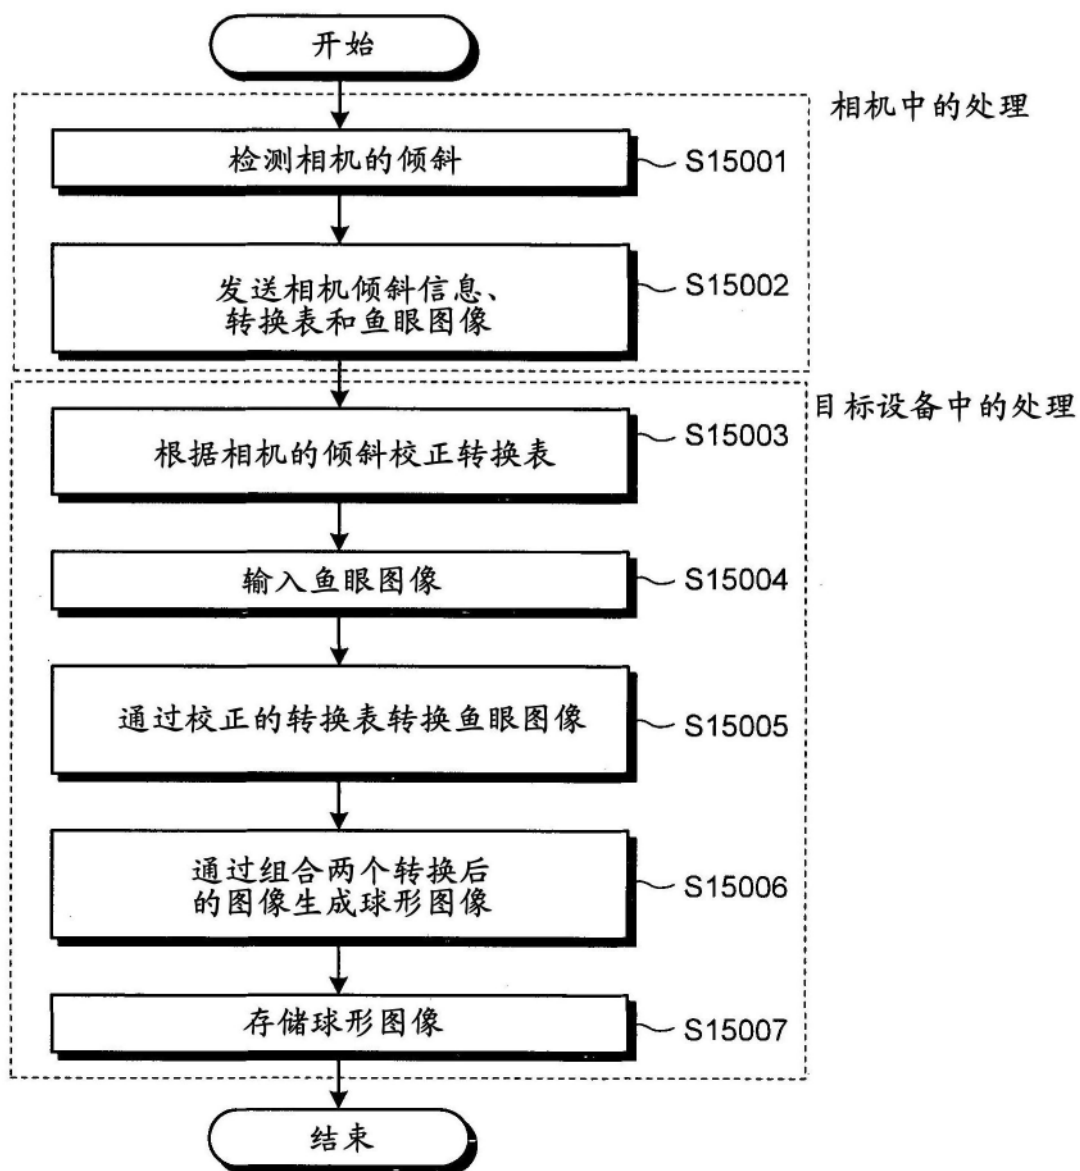 开始
相机中的处理
检测相机的倾斜
S15001
发送相机倾斜信息、
转换表和鱼眼图像
S15002
目标设备中的处理
根据相机的倾斜校正转换表
S15003
输入鱼眼图像
S15004
通过校正的转换表转换鱼眼图像
S15005
通过组合两个转换后
的图像生成球形图像
S15006
存储球形图像
S15007
结束